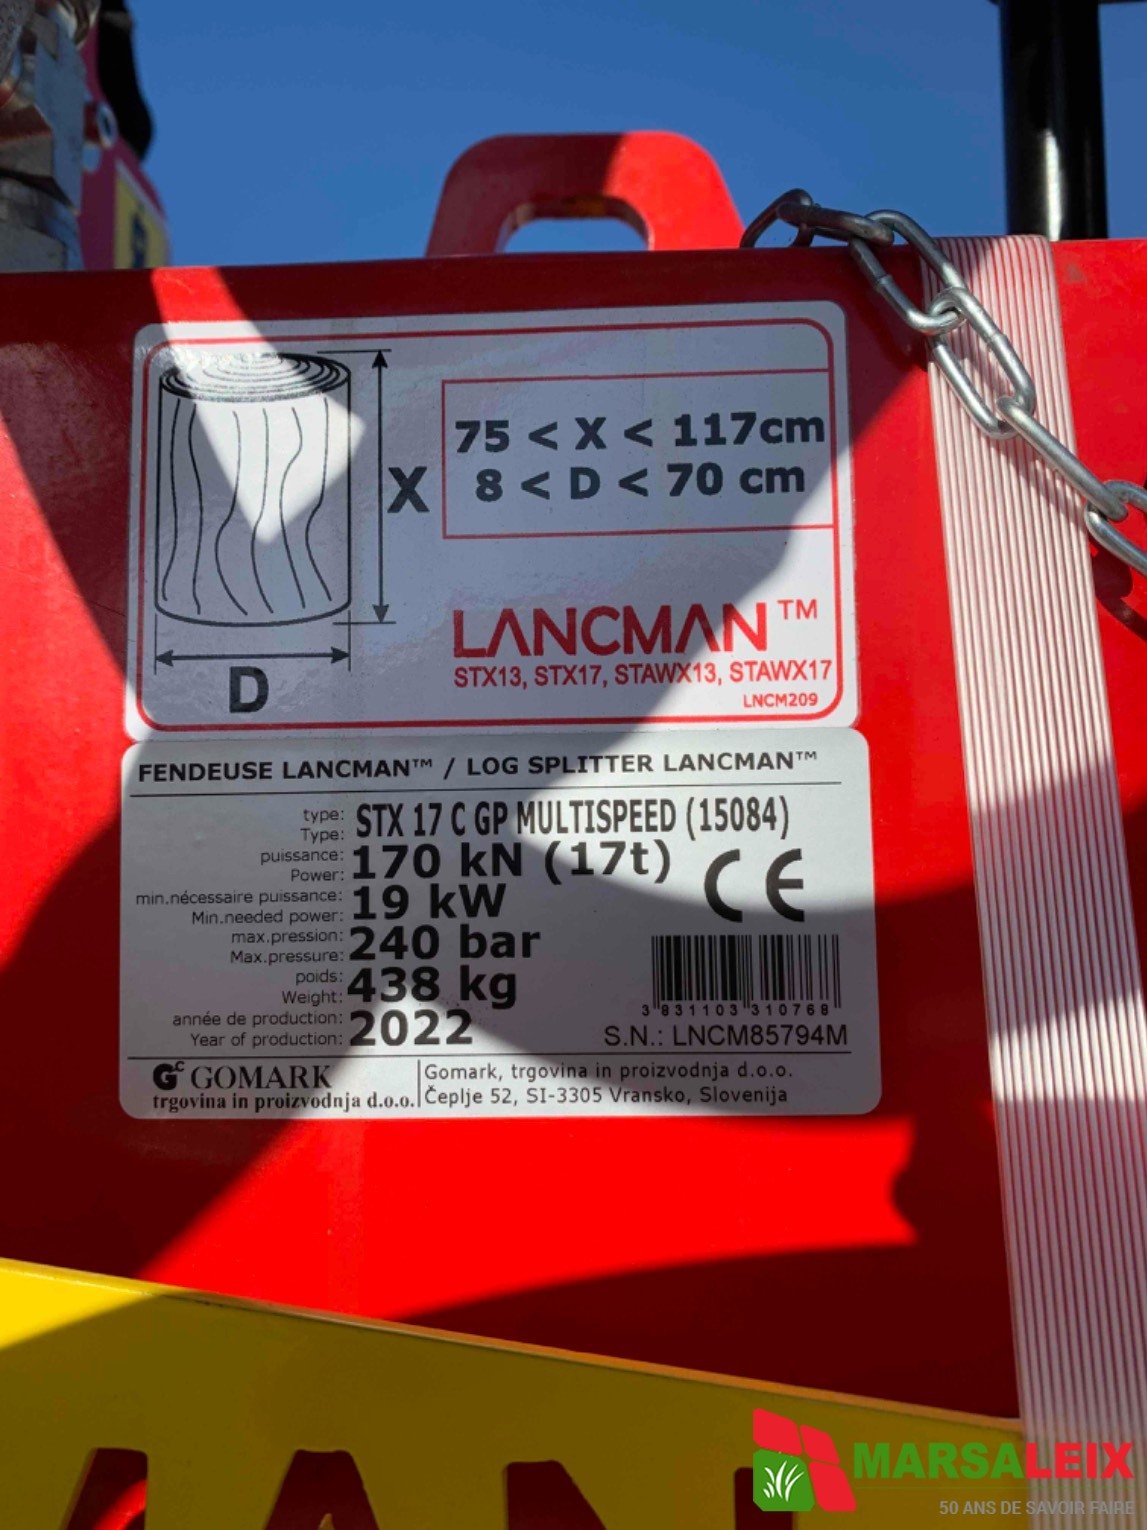 75 < X < 117cm
8 < D < 70 cm
X
D
LANCMAN™
STX13, STX17, STAWX13, STAWX17
LNCM209
FENDEUSE LANCMAN™ / LOG SPLITTER LANCMAN™
type:
Type: STX 17 C GP MULTISPEED (15084)
puissance:
Power: 170 kN (17t)
min.nécessaire puissance:
Min.needed power: 19 kW
max.pression:
Max.pressure: 240 bar
poids:
Weight: 438 kg
année de production:
Year of production: 2022
CE
3 831103 310769
S.N.: LNCM85794M
GC GOMARK
trgovina in proizvodnja d.o.o.
Gomark, trgovina in proizvodnja d.o.o.
Čeplje 52, SI-3305 Vransko, Slovenija
MAN
MARSALEIX
50 ANS DE SAVOIR FAIRE